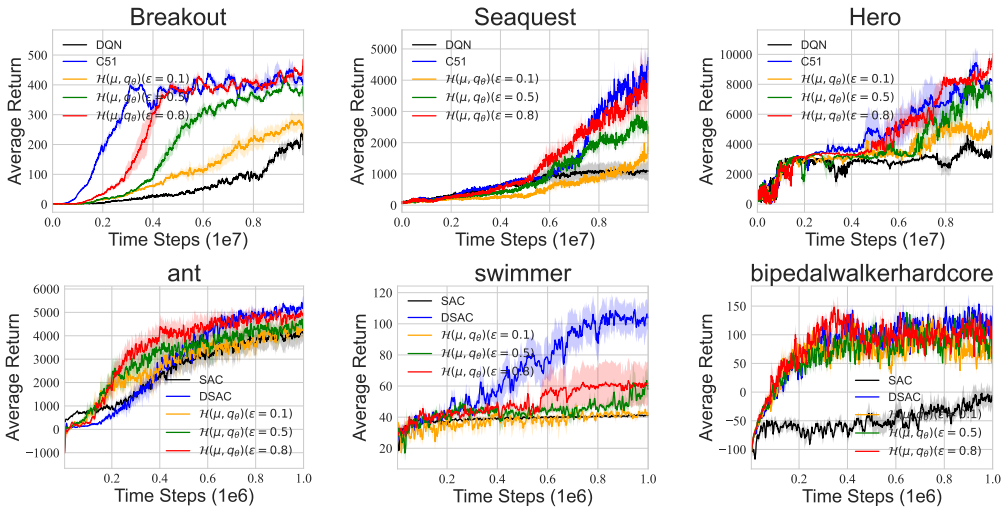 Breakout
Average Return
500
400
300
200
100
0
DQN
C51
ℋ(μ, qθ)(ε = 0.1)
ℋ(μ, qθ)(ε = 0.5)
ℋ(μ, qθ)(ε = 0.8)
0.0 0.2 0.4 0.6 0.8
Time Steps (1e7)
Seaquest
Average Return
5000
4000
3000
2000
1000
0
DQN
C51
ℋ(μ, qθ)(ε = 0.1)
ℋ(μ, qθ)(ε = 0.5)
ℋ(μ, qθ)(ε = 0.8)
0.0 0.2 0.4 0.6 0.8
Time Steps (1e7)
Hero
Average Return
10000
8000
6000
4000
2000
0
DQN
C51
ℋ(μ, qθ)(ε = 0.1)
ℋ(μ, qθ)(ε = 0.5)
ℋ(μ, qθ)(ε = 0.8)
0.0 0.2 0.4 0.6 0.8
Time Steps (1e7)
ant
Average Return
6000
5000
4000
3000
2000
1000
0
−1000
SAC
DSAC
ℋ(μ, qθ)(ε = 0.1)
ℋ(μ, qθ)(ε = 0.5)
ℋ(μ, qθ)(ε = 0.8)
0.2 0.4 0.6 0.8 1.0
Time Steps (1e6)
swimmer
Average Return
120
100
80
60
40
20
SAC
DSAC
ℋ(μ, qθ)(ε = 0.1)
ℋ(μ, qθ)(ε = 0.5)
ℋ(μ, qθ)(ε = 0.8)
0.2 0.4 0.6 0.8 1.0
Time Steps (1e6)
bipedalwalkerhardcore
Average Return
150
100
50
0
−50
−100
SAC
DSAC
ℋ(μ, qθ)(ε = 0.1)
ℋ(μ, qθ)(ε = 0.5)
ℋ(μ, qθ)(ε = 0.8)
0.2 0.4 0.6 0.8 1.0
Time Steps (1e6)